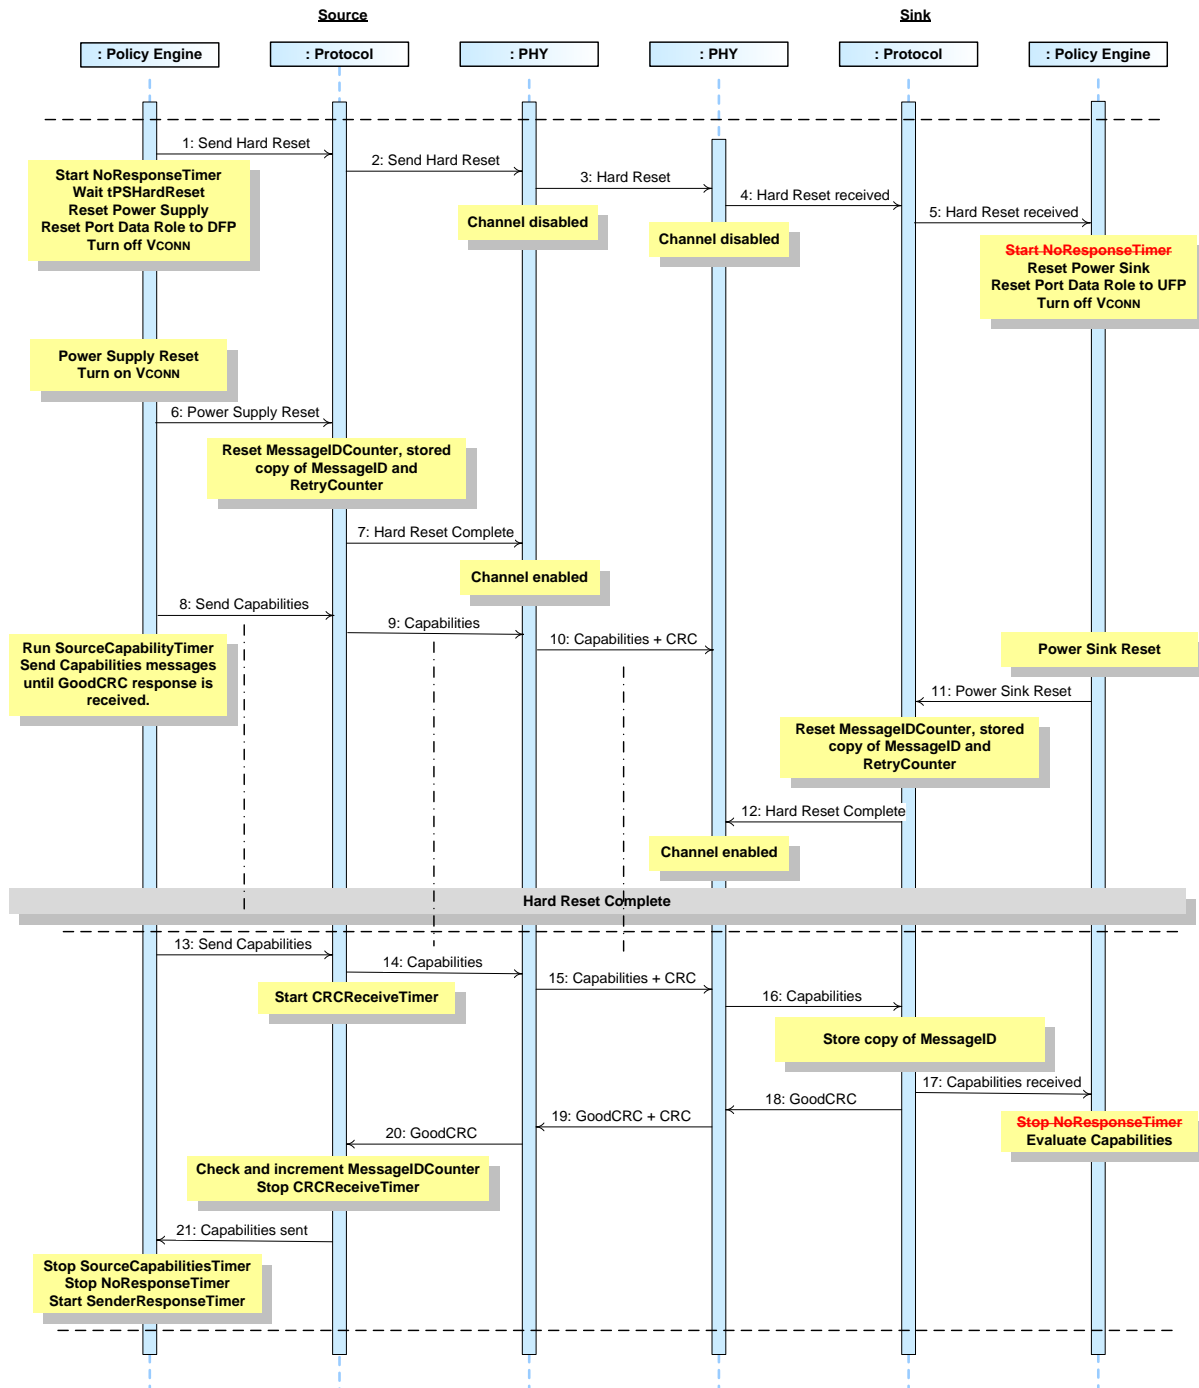 Source
Sink
: Policy Engine
: Protocol
: PHY
: PHY
: Protocol
: Policy Engine
1: Send Hard Reset
2: Send Hard Reset
3: Hard Reset
4: Hard Reset received
5: Hard Reset received
Start NoResponseTimer
Wait tPSHardReset
Reset Power Supply
Reset Port Data Role to DFP
Turn off VCONN
Channel disabled
Channel disabled
Start NoResponseTimer
Reset Power Sink
Reset Port Data Role to UFP
Turn off VCONN
Power Supply Reset
Turn on VCONN
6: Power Supply Reset
Reset MessageIDCounter, stored
copy of MessageID and
RetryCounter
7: Hard Reset Complete
Channel enabled
8: Send Capabilities
9: Capabilities
10: Capabilities + CRC
Run SourceCapabilityTimer
Send Capabilities messages
until GoodCRC response is
received.
Power Sink Reset
11: Power Sink Reset
Reset MessageIDCounter, stored
copy of MessageID and
RetryCounter
12: Hard Reset Complete
Channel enabled
Hard Reset Complete
13: Send Capabilities
14: Capabilities
15: Capabilities + CRC
16: Capabilities
Start CRCReceiveTimer
Store copy of MessageID
17: Capabilities received
18: GoodCRC
19: GoodCRC + CRC
20: GoodCRC
Stop NoResponseTimer
Evaluate Capabilities
Check and increment MessageIDCounter
Stop CRCReceiveTimer
21: Capabilities sent
Stop SourceCapabilitiesTimer
Stop NoResponseTimer
Start SenderResponseTimer